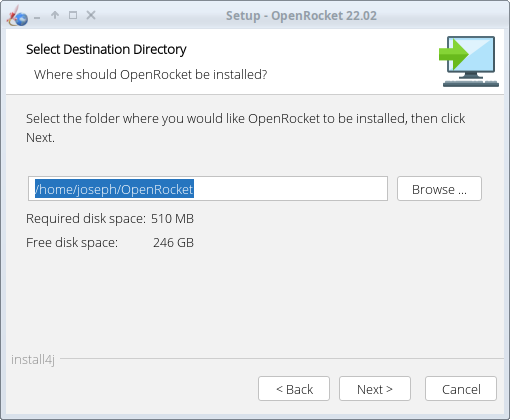 Setup - OpenRocket 22.02
Select Destination Directory
Where should OpenRocket be installed?
Select the folder where you would like OpenRocket to be installed, then click
Next.
/home/joseph/OpenRocket
Browse ...
Required disk space: 510 MB
Free disk space: 246 GB
install4j
< Back
Next >
Cancel